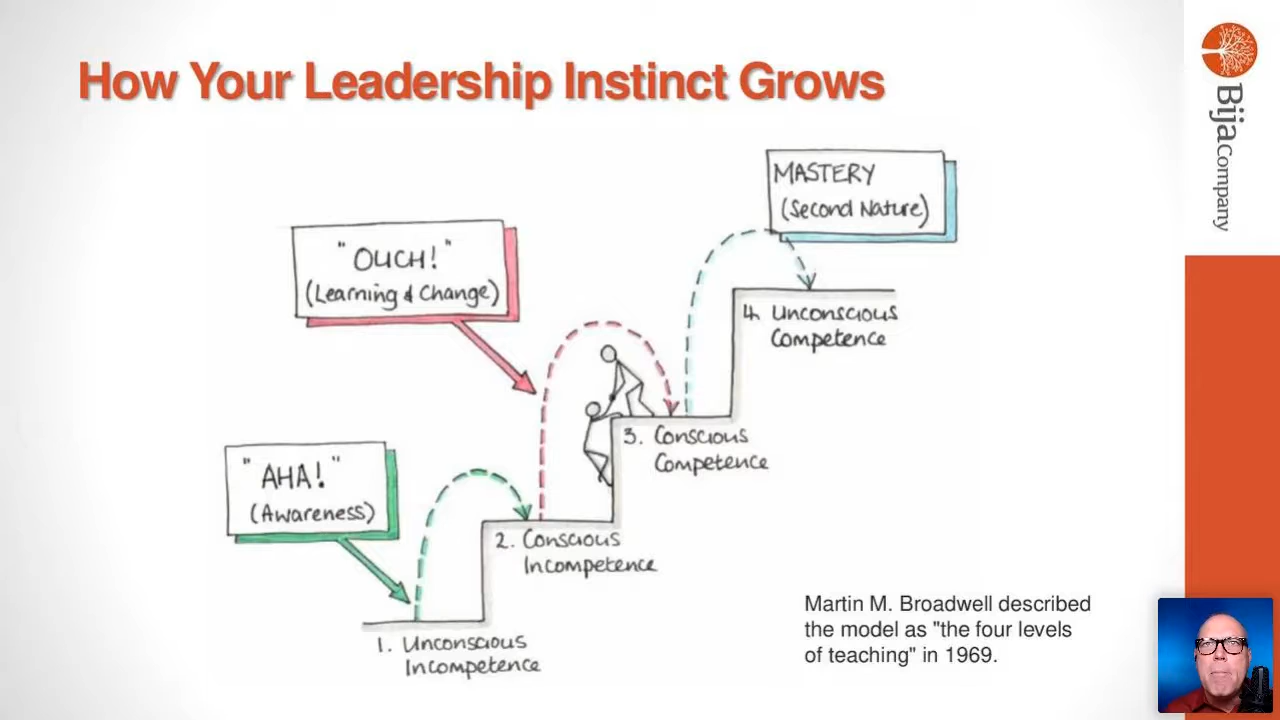 How Your Leadership Instinct Grows
Bija Company
MASTERY
(Second Nature)
"OUCH!"
(Learning & Change)
4. Unconscious
Competence
3. Conscious
Competence
"AHA!"
(Awareness)
2. Conscious
Incompetence
1. Unconscious
Incompetence
Martin M. Broadwell described
the model as "the four levels
of teaching" in 1969.